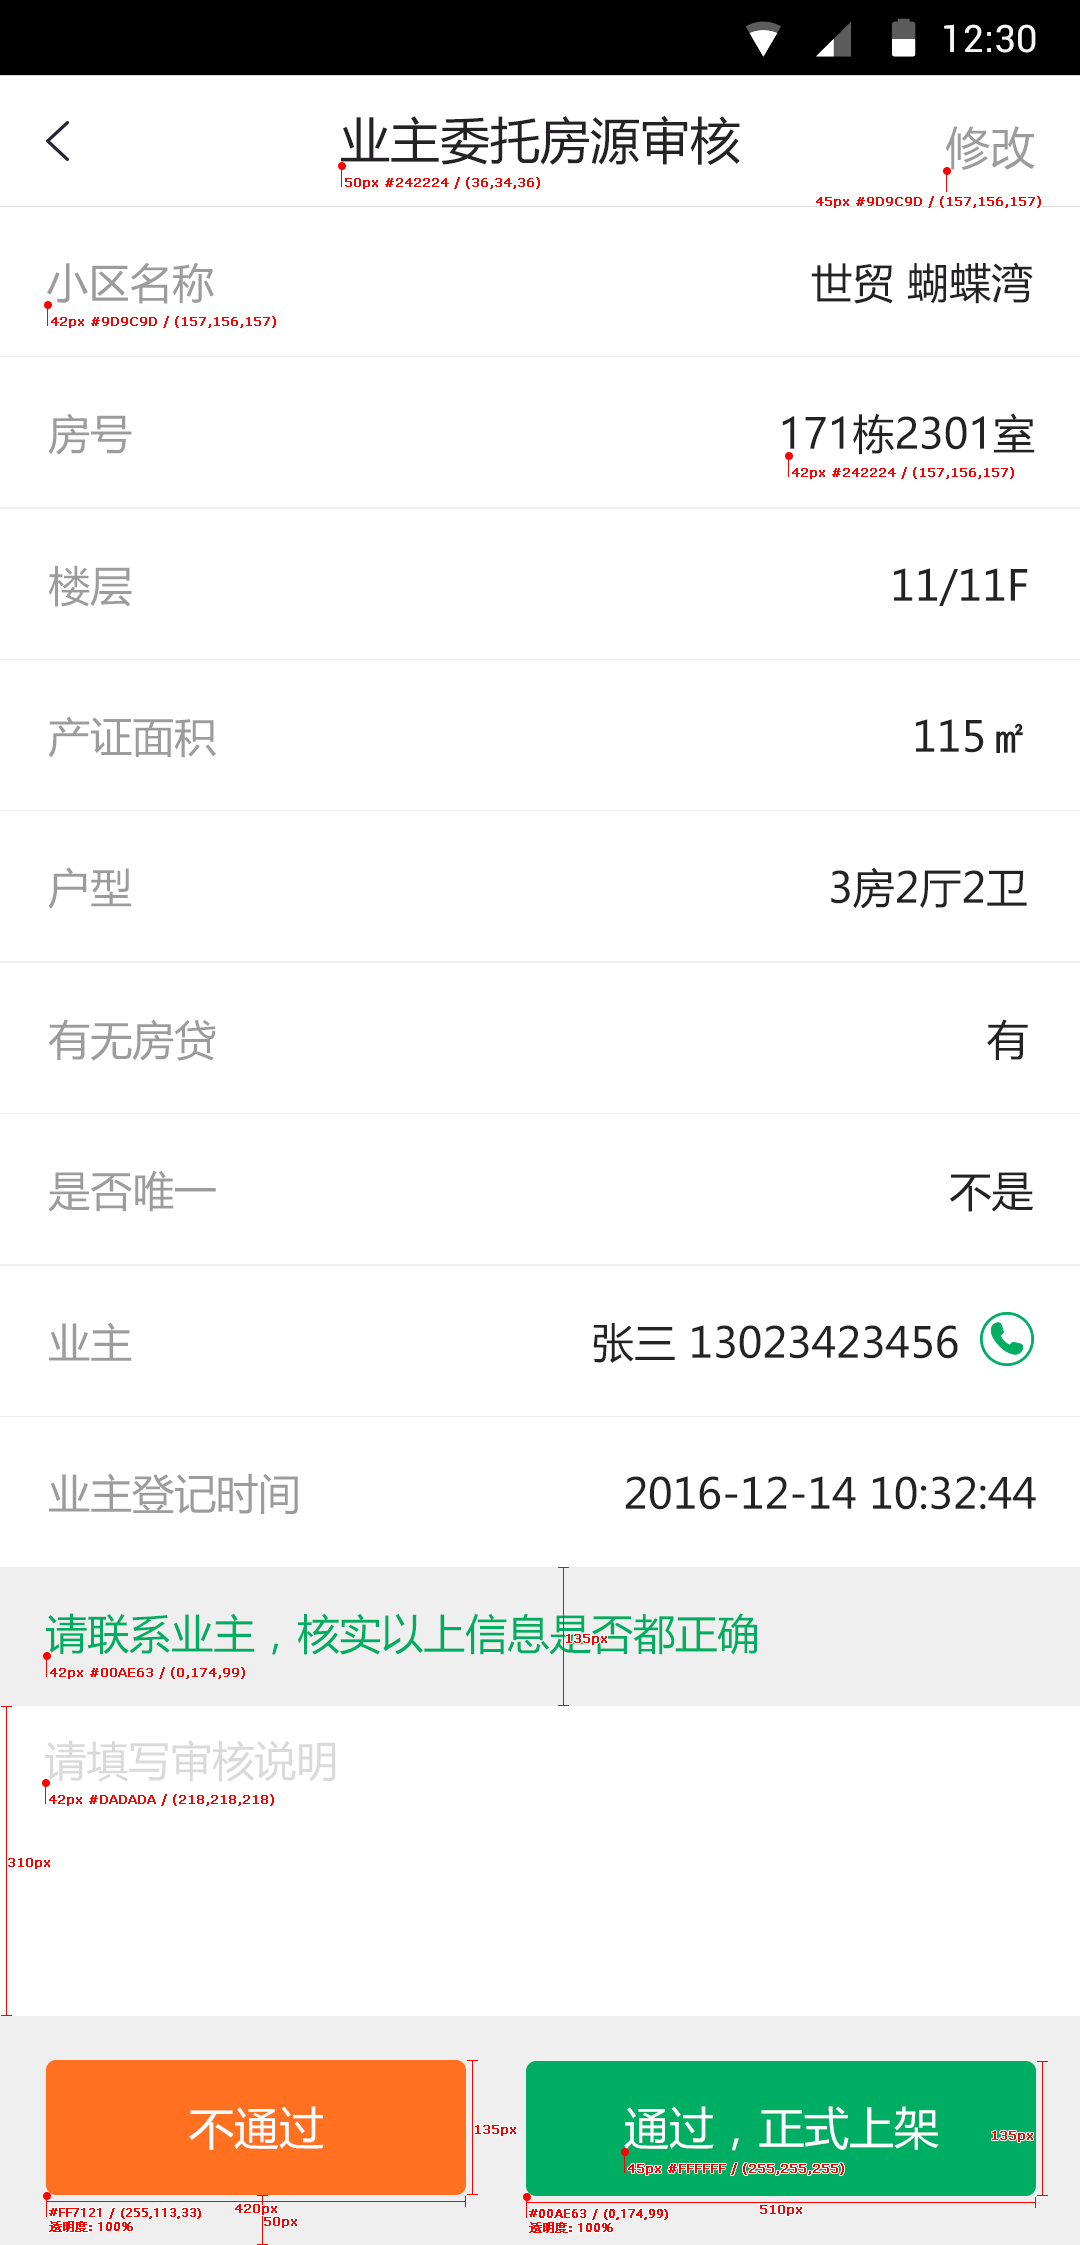 12:30
业主委托房源审核
修改
50px #242224 / (36,34,36)
45px #9D9C9D / (157,156,157)
小区名称
世贸 蝴蝶湾
42px #9D9C9D / (157,156,157)
房号
171栋2301室
42px #242224 / (157,156,157)
楼层
11/11F
产证面积
115㎡
户型
3房2厅2卫
有无房贷
有
是否唯一
不是
业主
张三 13023423456
业主登记时间
2016-12-14 10:32:44
请联系业主，核实以上信息是否都正确
135px
42px #00AE63 / (0,174,99)
请填写审核说明
42px #DADADA / (218,218,218)
310px
不通过
135px
通过，正式上架
135px
45px #FFFFFF / (255,255,255)
#FF7121 / (255,113,33)
透明度: 100%
420px
50px
#00AE63 / (0,174,99)
透明度: 100%
510px